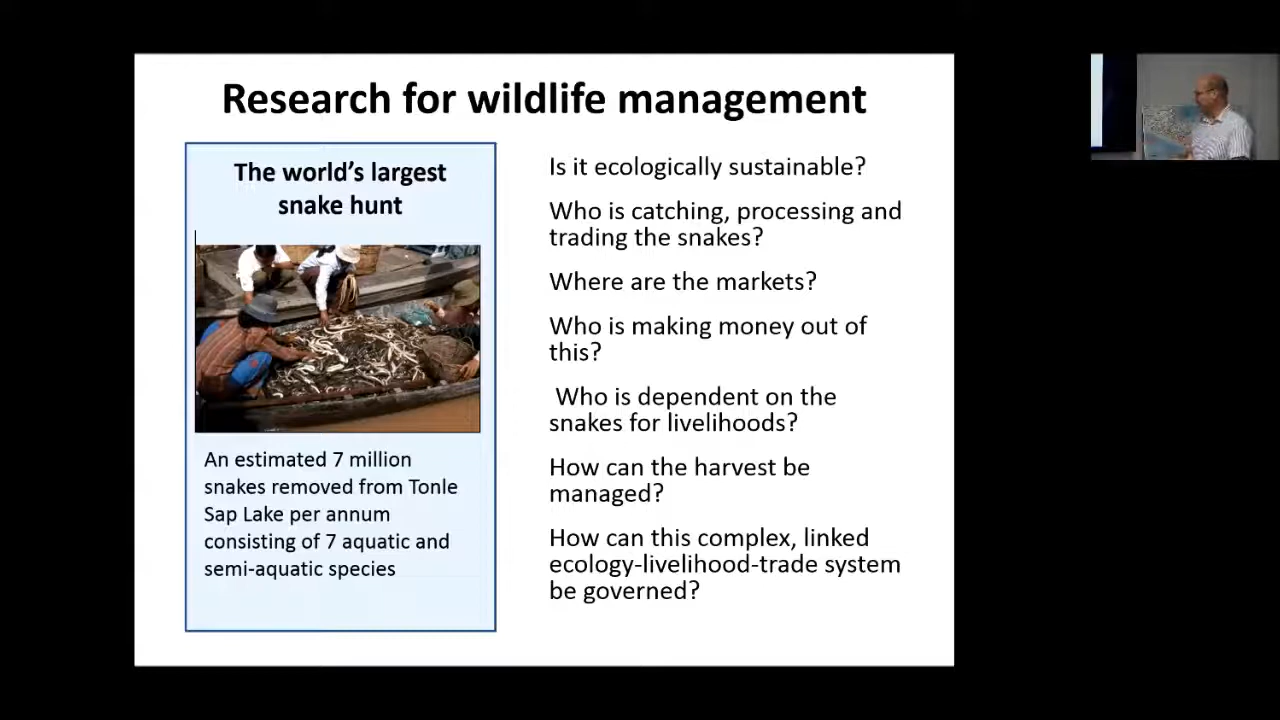 Research for wildlife management
The world’s largest
snake hunt
An estimated 7 million
snakes removed from Tonle
Sap Lake per annum
consisting of 7 aquatic and
semi-aquatic species
Is it ecologically sustainable?
Who is catching, processing and
trading the snakes?
Where are the markets?
Who is making money out of
this?
Who is dependent on the
snakes for livelihoods?
How can the harvest be
managed?
How can this complex, linked
ecology-livelihood-trade system
be governed?